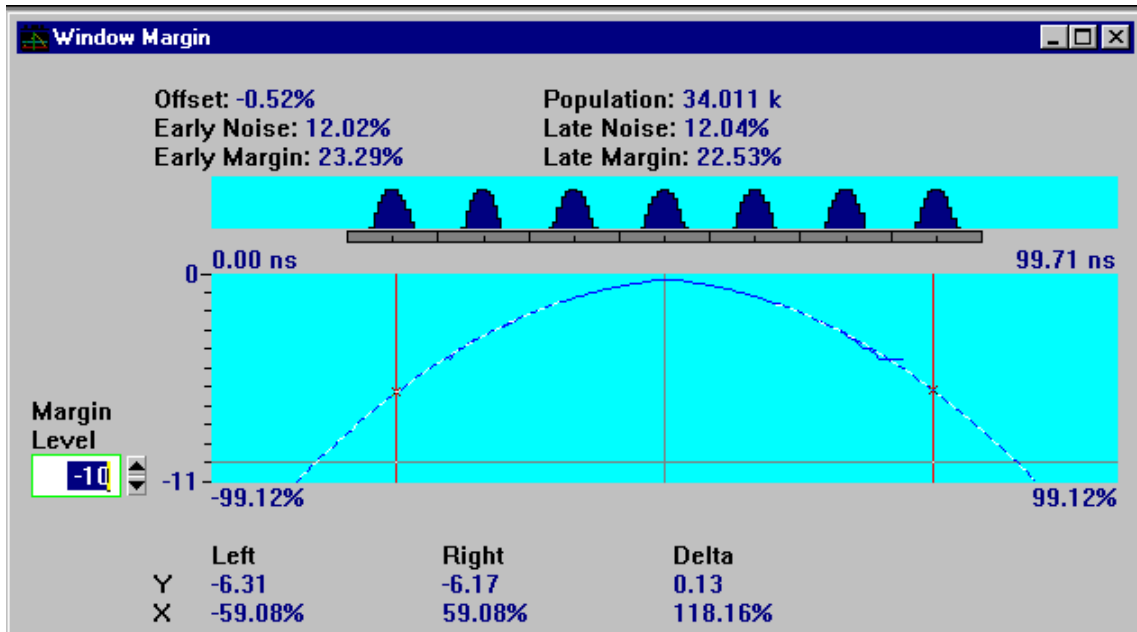 Window Margin
Offset: -0.52% Population: 34.011 k
Early Noise: 12.02% Late Noise: 12.04%
Early Margin: 23.29% Late Margin: 22.53%
0.00 ns 99.71 ns
0
Margin
Level
-10
-11
-99.12% 99.12%
Left Right Delta
Y -6.31 -6.17 0.13
X -59.08% 59.08% 118.16%